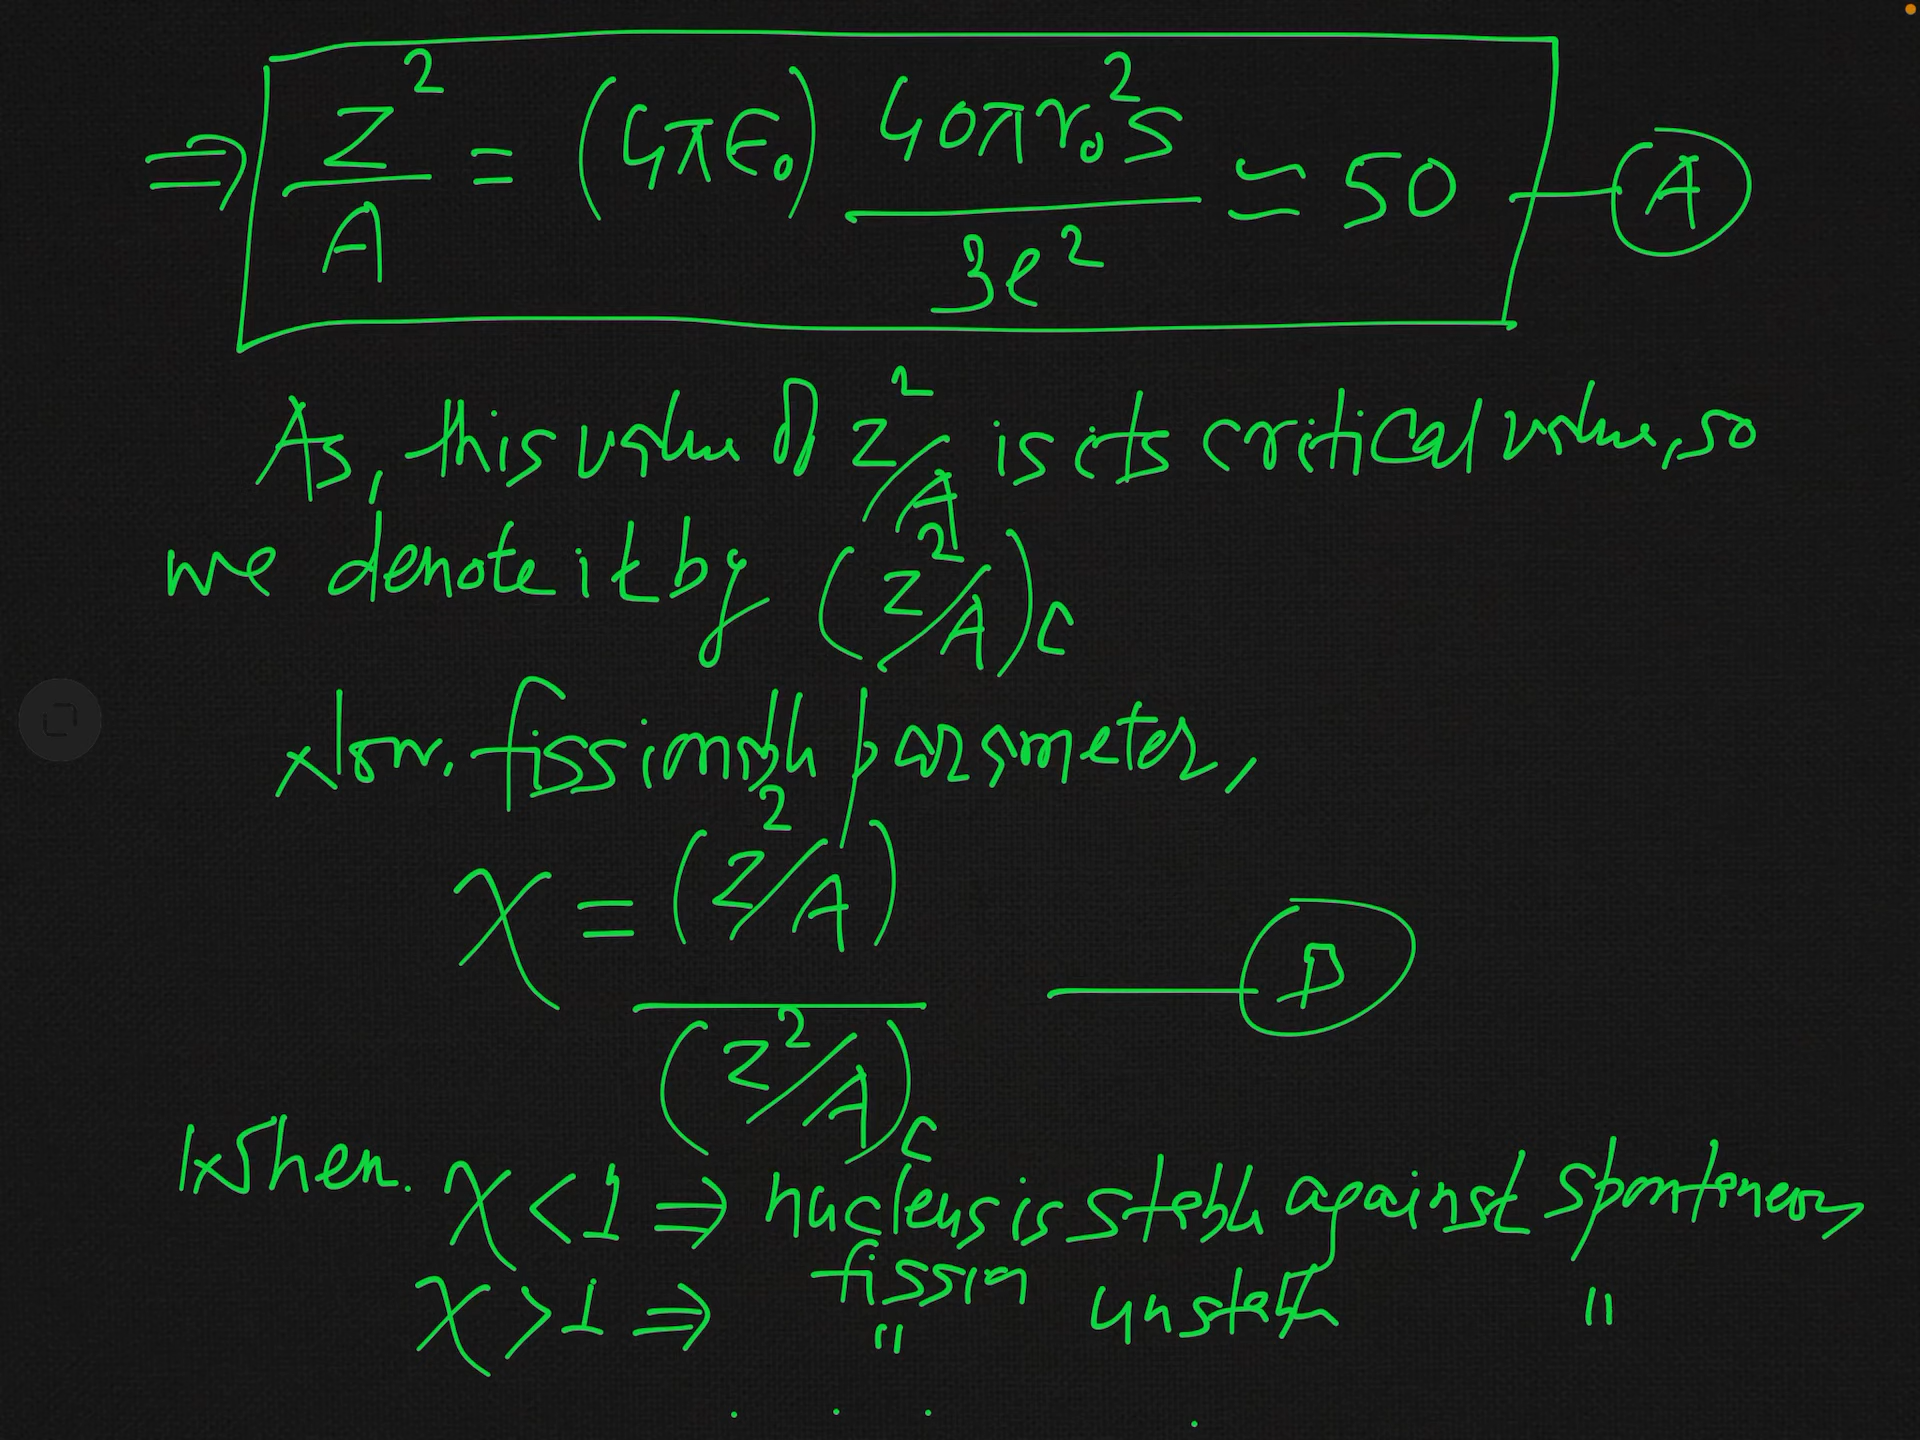 ⇒ Z²/A = (4πϵ₀) 40πr₀²S / 3e² ≃ 50 — (A)
As, this value of Z²/A is its critical value, so
we denote it by (Z²/A)c
Now, fissionable parameter,
χ = (Z²/A) / (Z²/A)c — (B)
When. χ < 1 ⇒ nucleus is stable against spontaneous
fission
χ > 1 ⇒ " unstable "